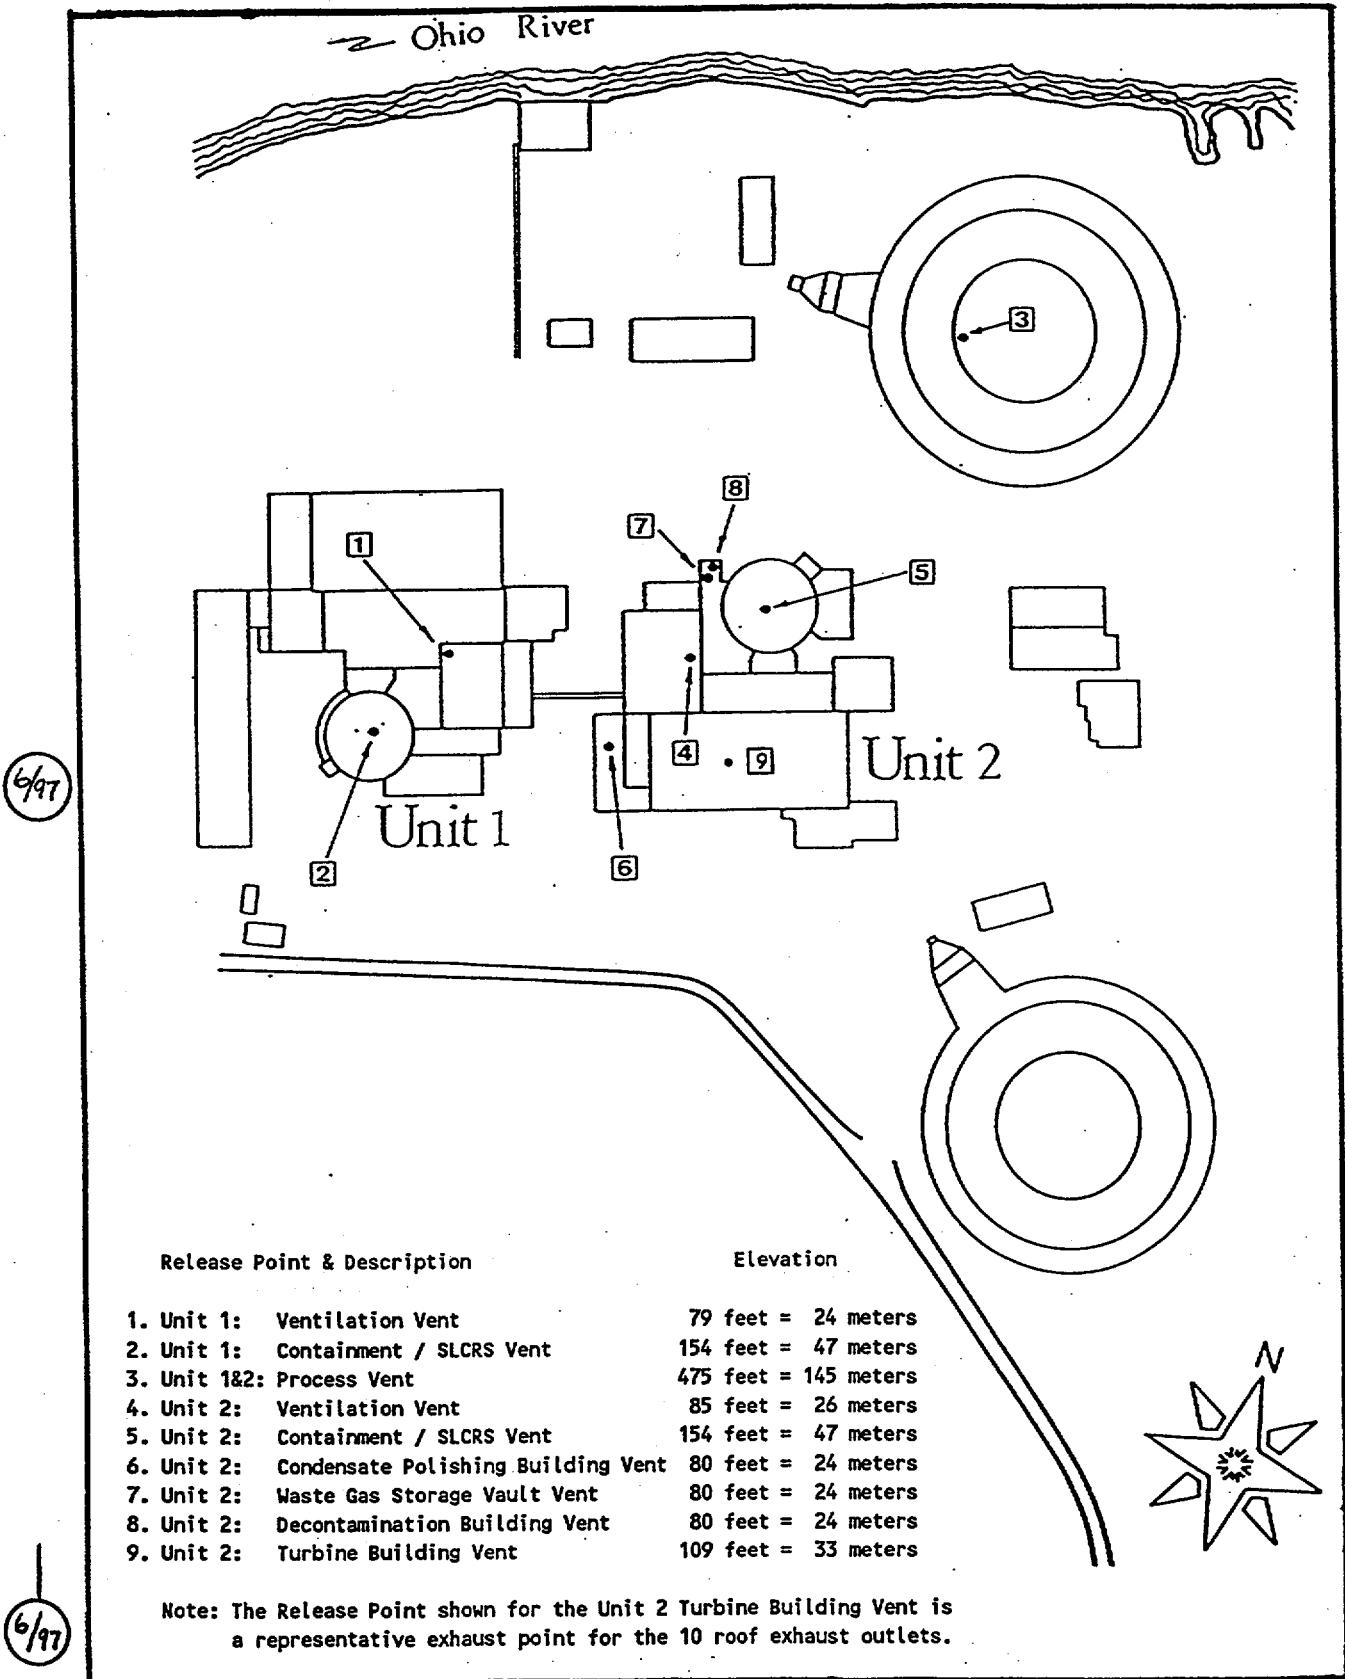 Ohio River
3
8
7
1
5
4
9
Unit 2
6/97
Unit 1
2
6
Release Point & Description Elevation
1. Unit 1: Ventilation Vent 79 feet = 24 meters
2. Unit 1: Containment / SLCRS Vent 154 feet = 47 meters
3. Unit 1&2: Process Vent 475 feet = 145 meters
4. Unit 2: Ventilation Vent 85 feet = 26 meters
5. Unit 2: Containment / SLCRS Vent 154 feet = 47 meters
6. Unit 2: Condensate Polishing Building Vent 80 feet = 24 meters
7. Unit 2: Waste Gas Storage Vault Vent 80 feet = 24 meters
8. Unit 2: Decontamination Building Vent 80 feet = 24 meters
9. Unit 2: Turbine Building Vent 109 feet = 33 meters
N
Note: The Release Point shown for the Unit 2 Turbine Building Vent is
a representative exhaust point for the 10 roof exhaust outlets.
6/97